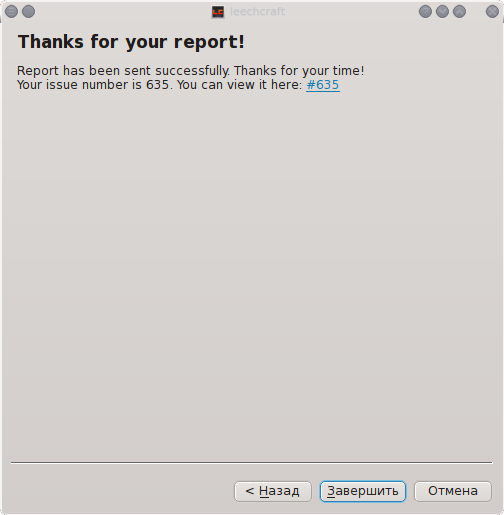 LC leechcraft
Thanks for your report!
Report has been sent successfully. Thanks for your time!
Your issue number is 635. You can view it here: #635
< Назад Завершить Отмена